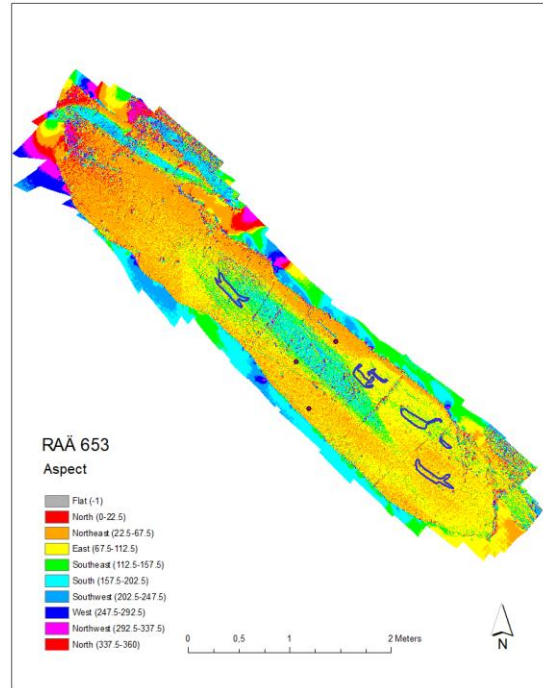 RAÄ 653
Aspect
Flat (-1)
North (0-22.5)
Northeast (22.5-67.5)
East (67.5-112.5)
Southeast (112.5-157.5)
South (157.5-202.5)
Southwest (202.5-247.5)
West (247.5-292.5)
Northwest (292.5-337.5)
North (337.5-360)
0 0,5 1 2 Meters
N